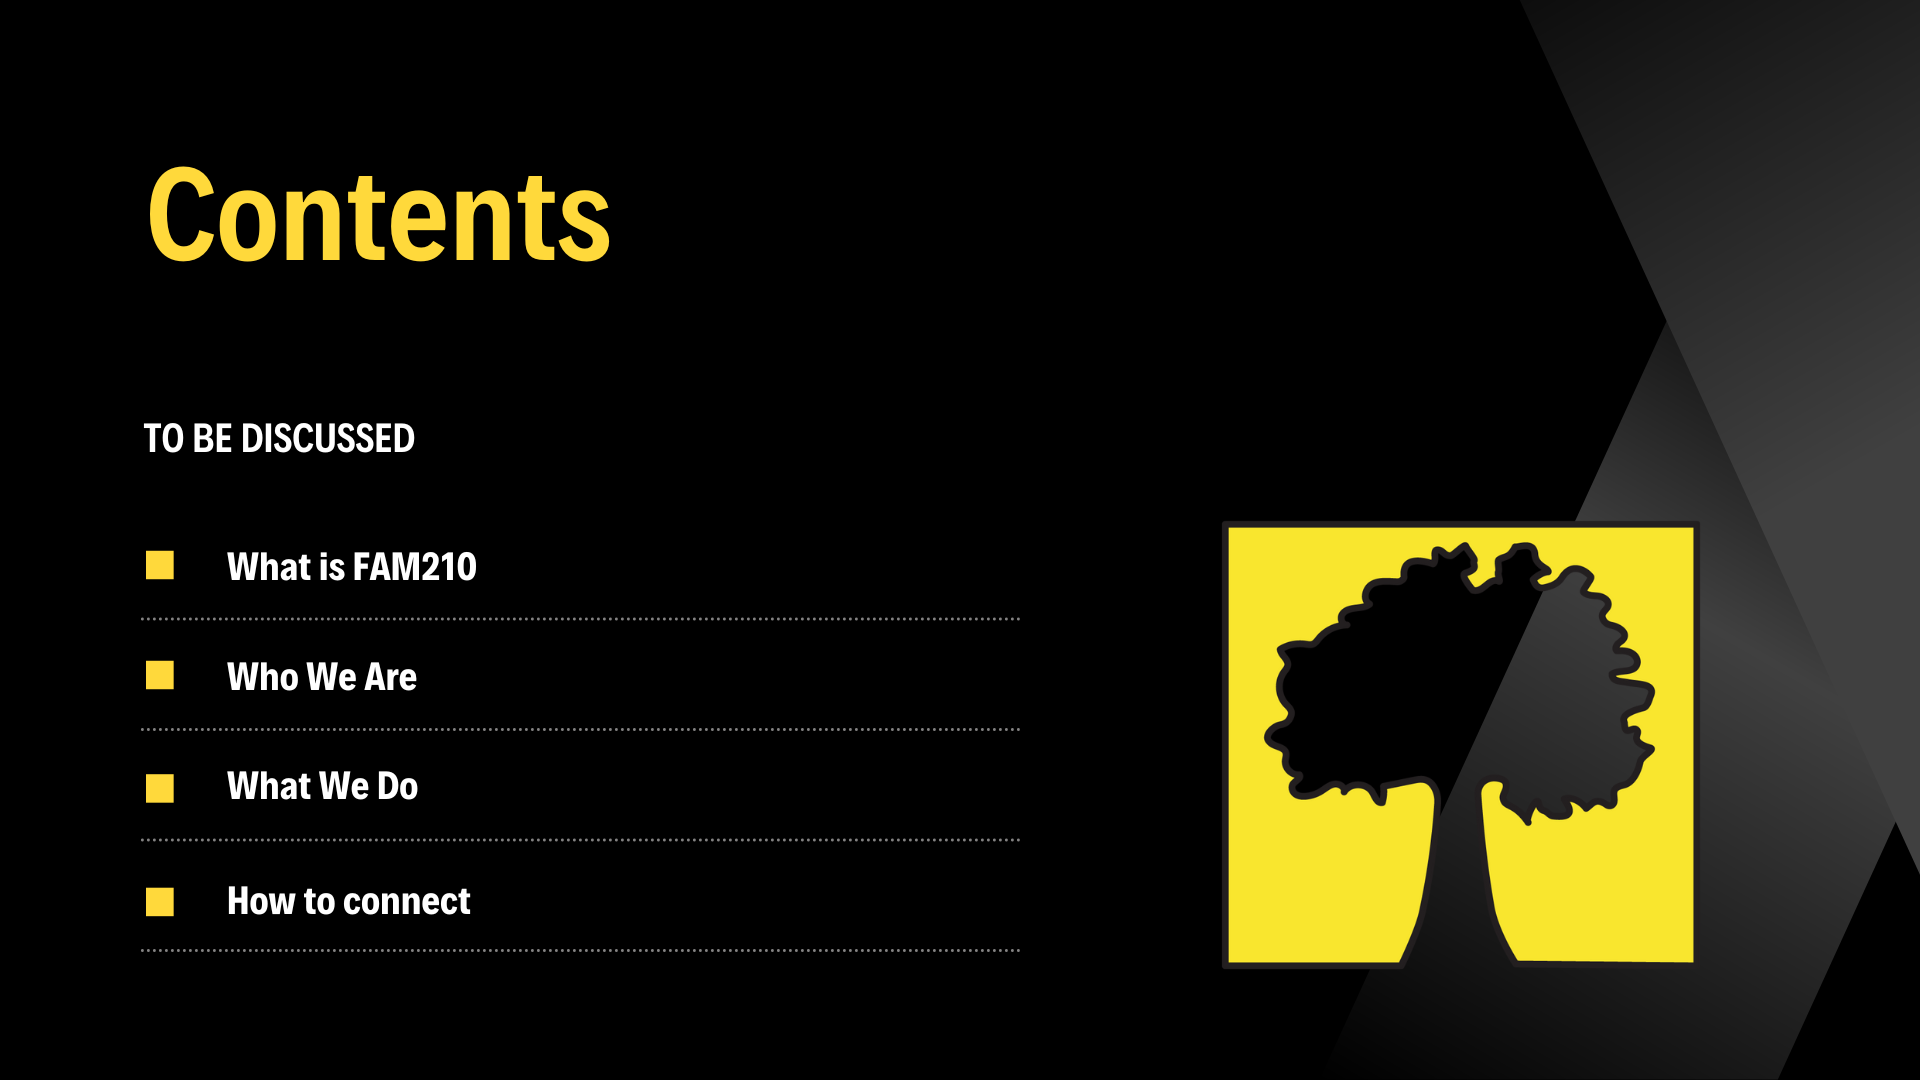 Contents
TO BE DISCUSSED
What is FAM210
Who We Are
What We Do
How to connect